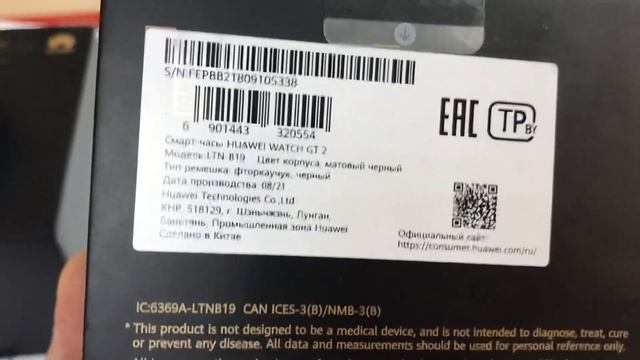 S/N:FEPBB21809105338
6 901443 320554
EAC TP BY
Смарт-часы HUAWEI WATCH GT 2
Модель:LTN-B19 Цвет корпуса: матовый черный
Тип ремешка: фторкаучук, черный
Дата производства 08/21
Huawei Technologies Co.,Ltd
КНР, 518129, г. Шэньчжэнь, Лунган,
Баньтянь, Промышленная зона Huawei
Сделано в Китае
Официальный сайт:
https://consumer.huawei.com/ru/
IC:6369A-LTNB19 CAN ICES-3(B)/NMB-3(B)
* This product is not designed to be a medical device, and is not intended to diagnose, treat, cure
or prevent any disease. All data and measurements should be used for personal reference only.